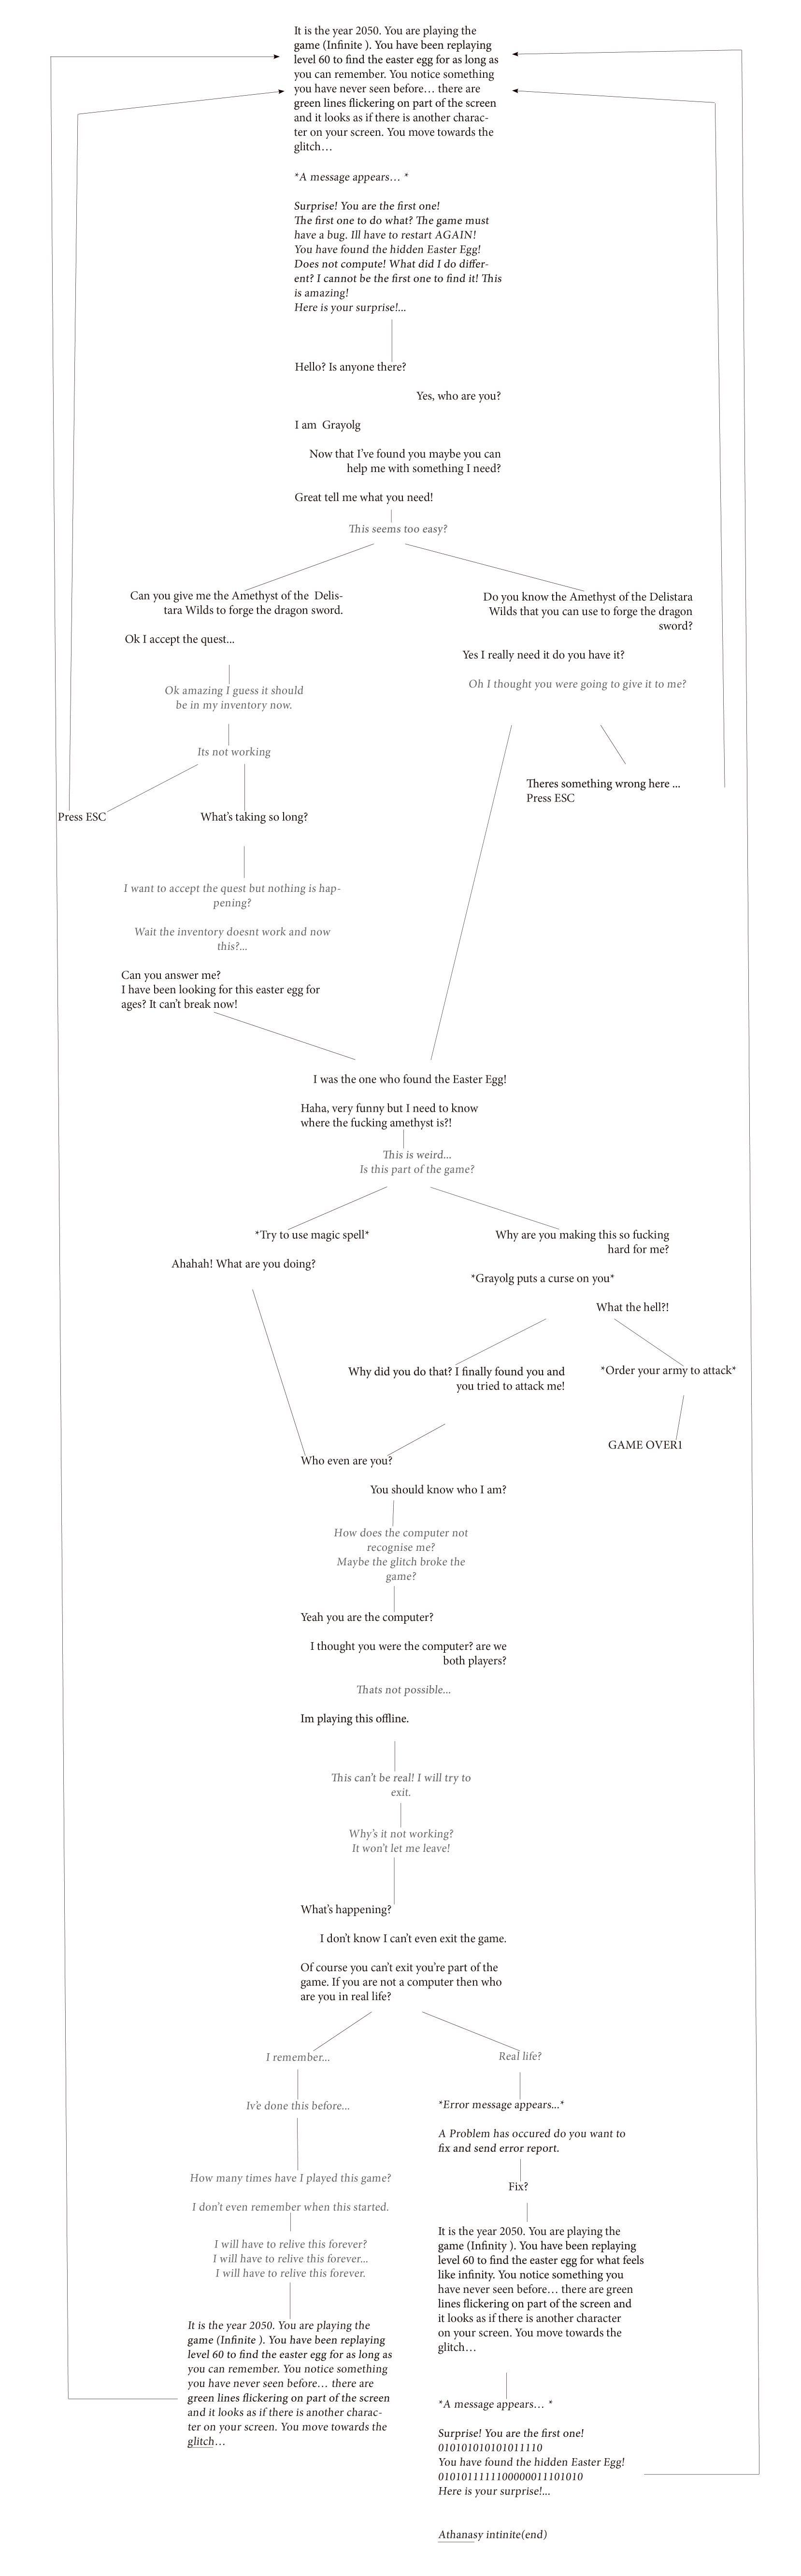 It is the year 2050. You are playing the
game (Infinite ). You have been replaying
level 60 to find the easter egg for as long as
you can remember. You notice something
you have never seen before… there are
green lines flickering on part of the screen
and it looks as if there is another charac-
ter on your screen. You move towards the
glitch…
*A message appears… *
Surprise! You are the first one!
The first one to do what? The game must
have a bug. Ill have to restart AGAIN!
You have found the hidden Easter Egg!
Does not compute! What did I do differ-
ent? I cannot be the first one to find it! This
is amazing!
Here is your surprise!...
Hello? Is anyone there?
Yes, who are you?
I am  Grayolg
Now that I've found you maybe you can
help me with something I need?
Great tell me what you need!
This seems too easy?
Can you give me the Amethyst of the  Delis-
tara Wilds to forge the dragon sword.
Ok I accept the quest...
Ok amazing I guess it should
be in my inventory now.
Its not working
Press ESC
What's taking so long?
I want to accept the quest but nothing is hap-
pening?
Wait the inventory doesnt work and now
this?...
Can you answer me?
I have been looking for this easter egg for
ages? It can't break now!
Do you know the Amethyst of the Delistara
Wilds that you can use to forge the dragon
sword?
Yes I really need it do you have it?
Oh I thought you were going to give it to me?
Theres something wrong here ...
Press ESC
I was the one who found the Easter Egg!
Haha, very funny but I need to know
where the fucking amethyst is?!
This is weird...
Is this part of the game?
*Try to use magic spell*
Ahahah! What are you doing?
Why are you making this so fucking
hard for me?
*Grayolg puts a curse on you*
What the hell?!
Why did you do that? I finally found you and
you tried to attack me!
*Order your army to attack*
GAME OVER1
Who even are you?
You should know who I am?
How does the computer not
recognise me?
Maybe the glitch broke the
game?
Yeah you are the computer?
I thought you were the computer? are we
both players?
Thats not possible...
Im playing this offline.
This can't be real! I will try to
exit.
Why's it not working?
It won't let me leave!
What's happening?
I don't know I can't even exit the game.
Of course you can't exit you're part of the
game. If you are not a computer then who
are you in real life?
I remember...
Iv'e done this before...
How many times have I played this game?
I don't even remember when this started.
I will have to relive this forever?
I will have to relive this forever...
I will have to relive this forever.
It is the year 2050. You are playing the
game (Infinite ). You have been replaying
level 60 to find the easter egg for as long as
you can remember. You notice something
you have never seen before… there are
green lines flickering on part of the screen
and it looks as if there is another charac-
ter on your screen. You move towards the
glitch…
Real life?
*Error message appears...*
A Problem has occured do you want to
fix and send error report.
Fix?
It is the year 2050. You are playing the
game (Infinity ). You have been replaying
level 60 to find the easter egg for what feels
like infinity. You notice something you
have never seen before… there are green
lines flickering on part of the screen and
it looks as if there is another character
on your screen. You move towards the
glitch…
*A message appears… *
Surprise! You are the first one!
010101010101011110
You have found the hidden Easter Egg!
0101011111100000011101010
Here is your surprise!...
Athanasy intinite(end)